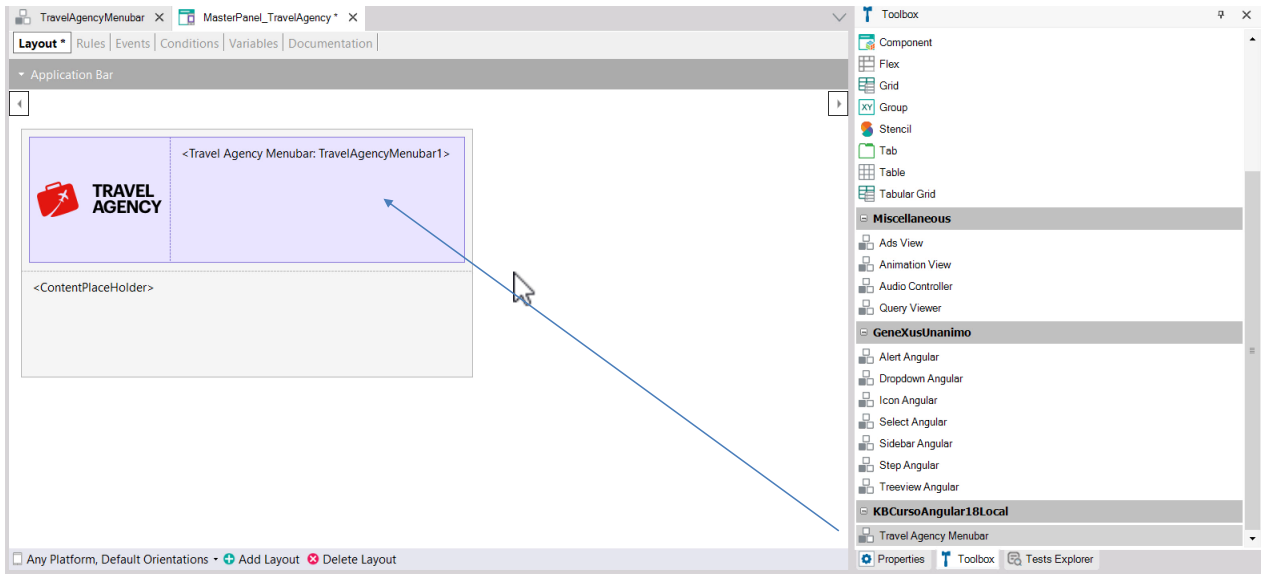 TravelAgencyMenubar
MasterPanel_TravelAgency *
Layout * Rules Events Conditions Variables Documentation
Application Bar
<Travel Agency Menubar: TravelAgencyMenubar1>
TRAVEL
AGENCY
<ContentPlaceHolder>
Any Platform, Default Orientations Add Layout Delete Layout
Toolbox
Component
Flex
Grid
XY Group
Stencil
Tab
Table
Tabular Grid
Miscellaneous
Ads View
Animation View
Audio Controller
Query Viewer
GeneXusUnanimo
Alert Angular
Dropdown Angular
Icon Angular
Select Angular
Sidebar Angular
Step Angular
Treeview Angular
KBCursoAngular18Local
Travel Agency Menubar
Properties Toolbox Tests Explorer